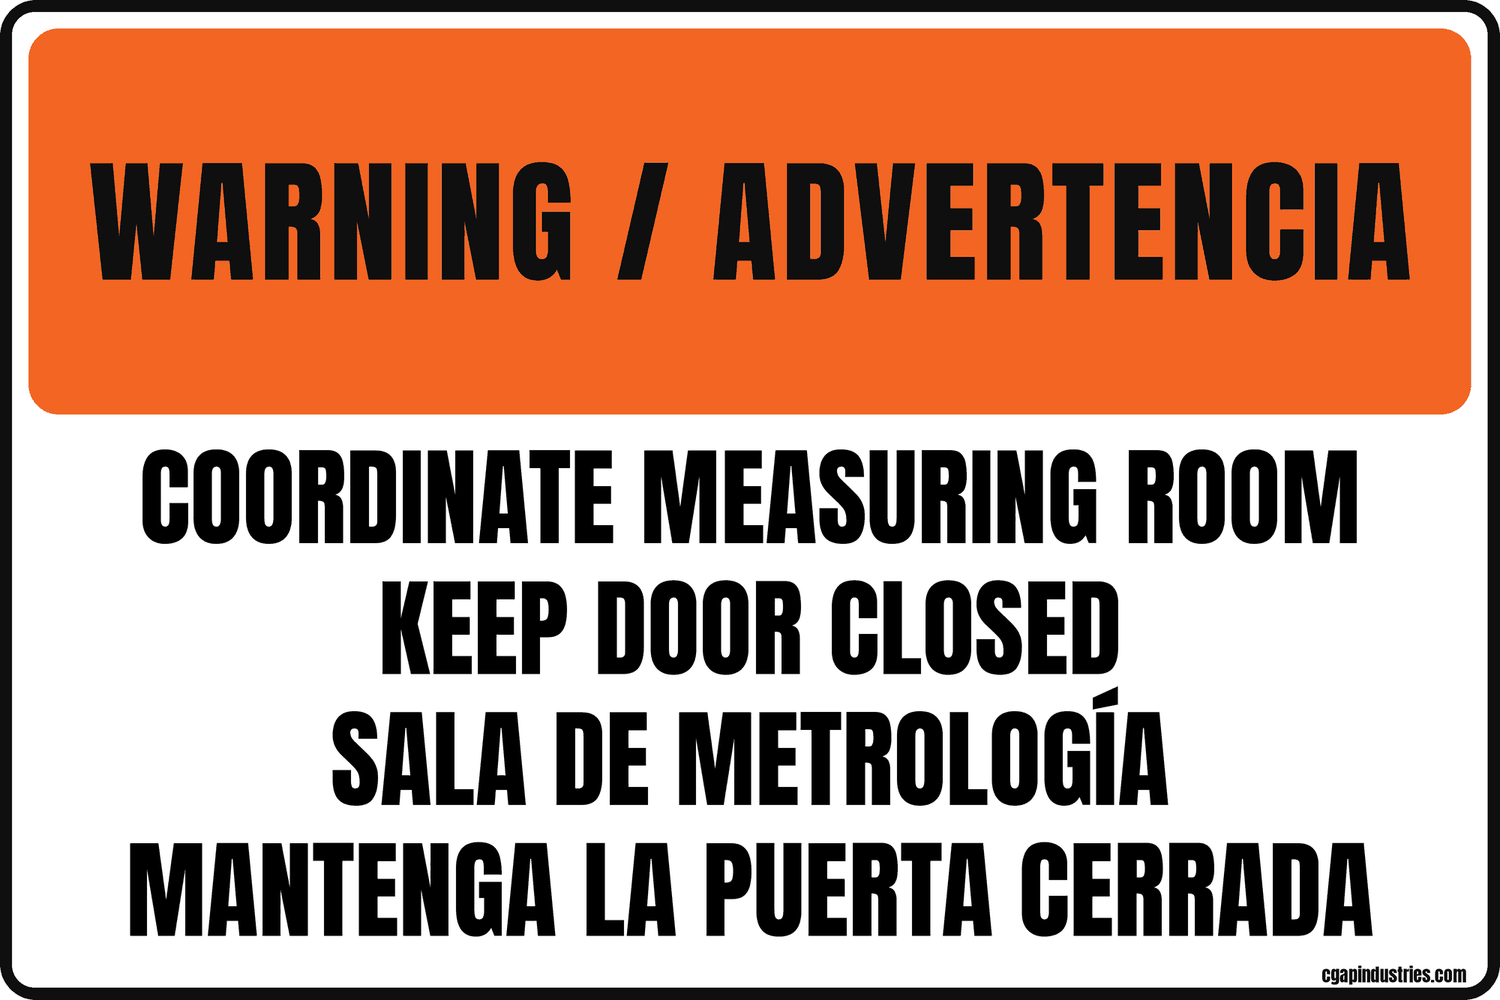 WARNING / ADVERTENCIA
COORDINATE MEASURING ROOM
KEEP DOOR CLOSED
SALA DE METROLOGÍA
MANTENGA LA PUERTA CERRADA
cgapindustries.com